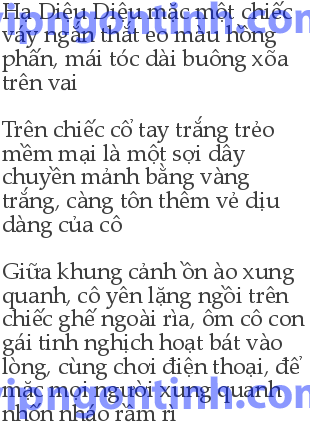 Hạ Diệu Diệu mặc một chiếc
váy ngắn thắt eo màu hồng
phấn, mái tóc dài buông xõa
trên vai
Trên chiếc cổ tay trắng trẻo
mềm mại là một sợi dây
chuyền mảnh bằng vàng
trắng, càng tôn thêm vẻ dịu
dàng của cô
Giữa khung cảnh ồn ào xung
quanh, cô yên lặng ngồi trên
chiếc ghế ngoài rìa, ôm cô con
gái tinh nghịch hoạt bát vào
lòng, cùng chơi điện thoại, để
mặc mọi người xung quanh
nhốn nháo rầm rì